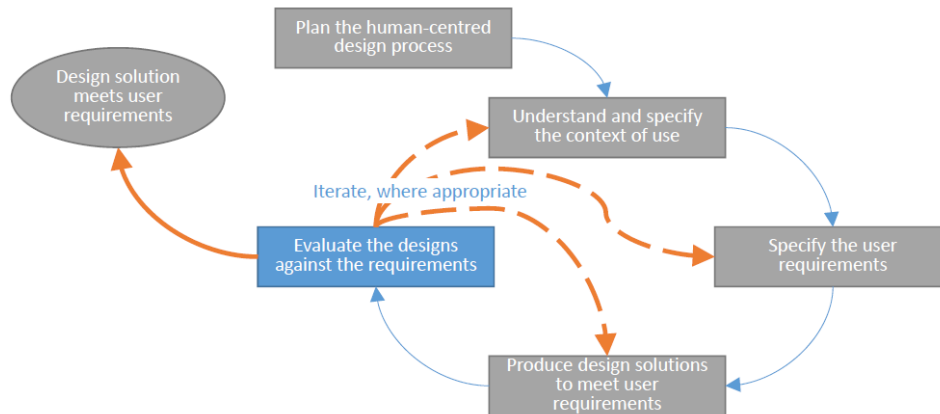 Plan the human-centred
design process
Design solution
meets user
requirements
Understand and specify
the context of use
Iterate, where appropriate
Evaluate the designs
against the requirements
Specify the user
requirements
Produce design solutions
to meet user
requirements